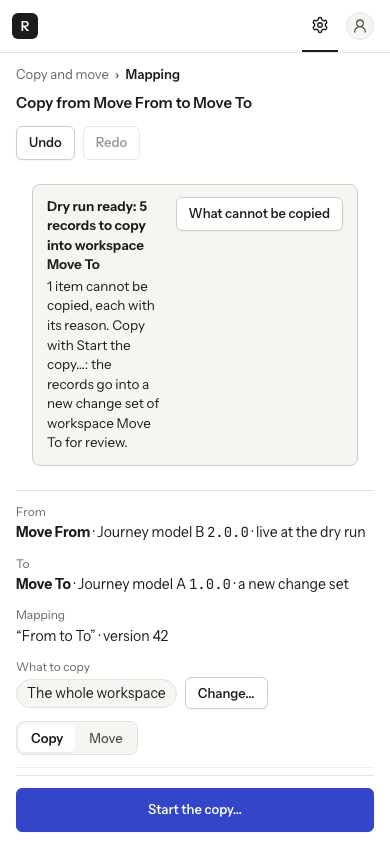 R
Copy and move › Mapping
Copy from Move From to Move To
Undo
Redo
Dry run ready: 5
records to copy
into workspace
Move To
What cannot be copied
1 item cannot be
copied, each with
its reason. Copy
with Start the
copy…: the
records go into a
new change set of
workspace Move
To for review.
From
Move From · Journey model B 2.0.0 · live at the dry run
To
Move To · Journey model A 1.0.0 · a new change set
Mapping
“From to To” · version 42
What to copy
The whole workspace
Change…
Copy
Move
Start the copy…